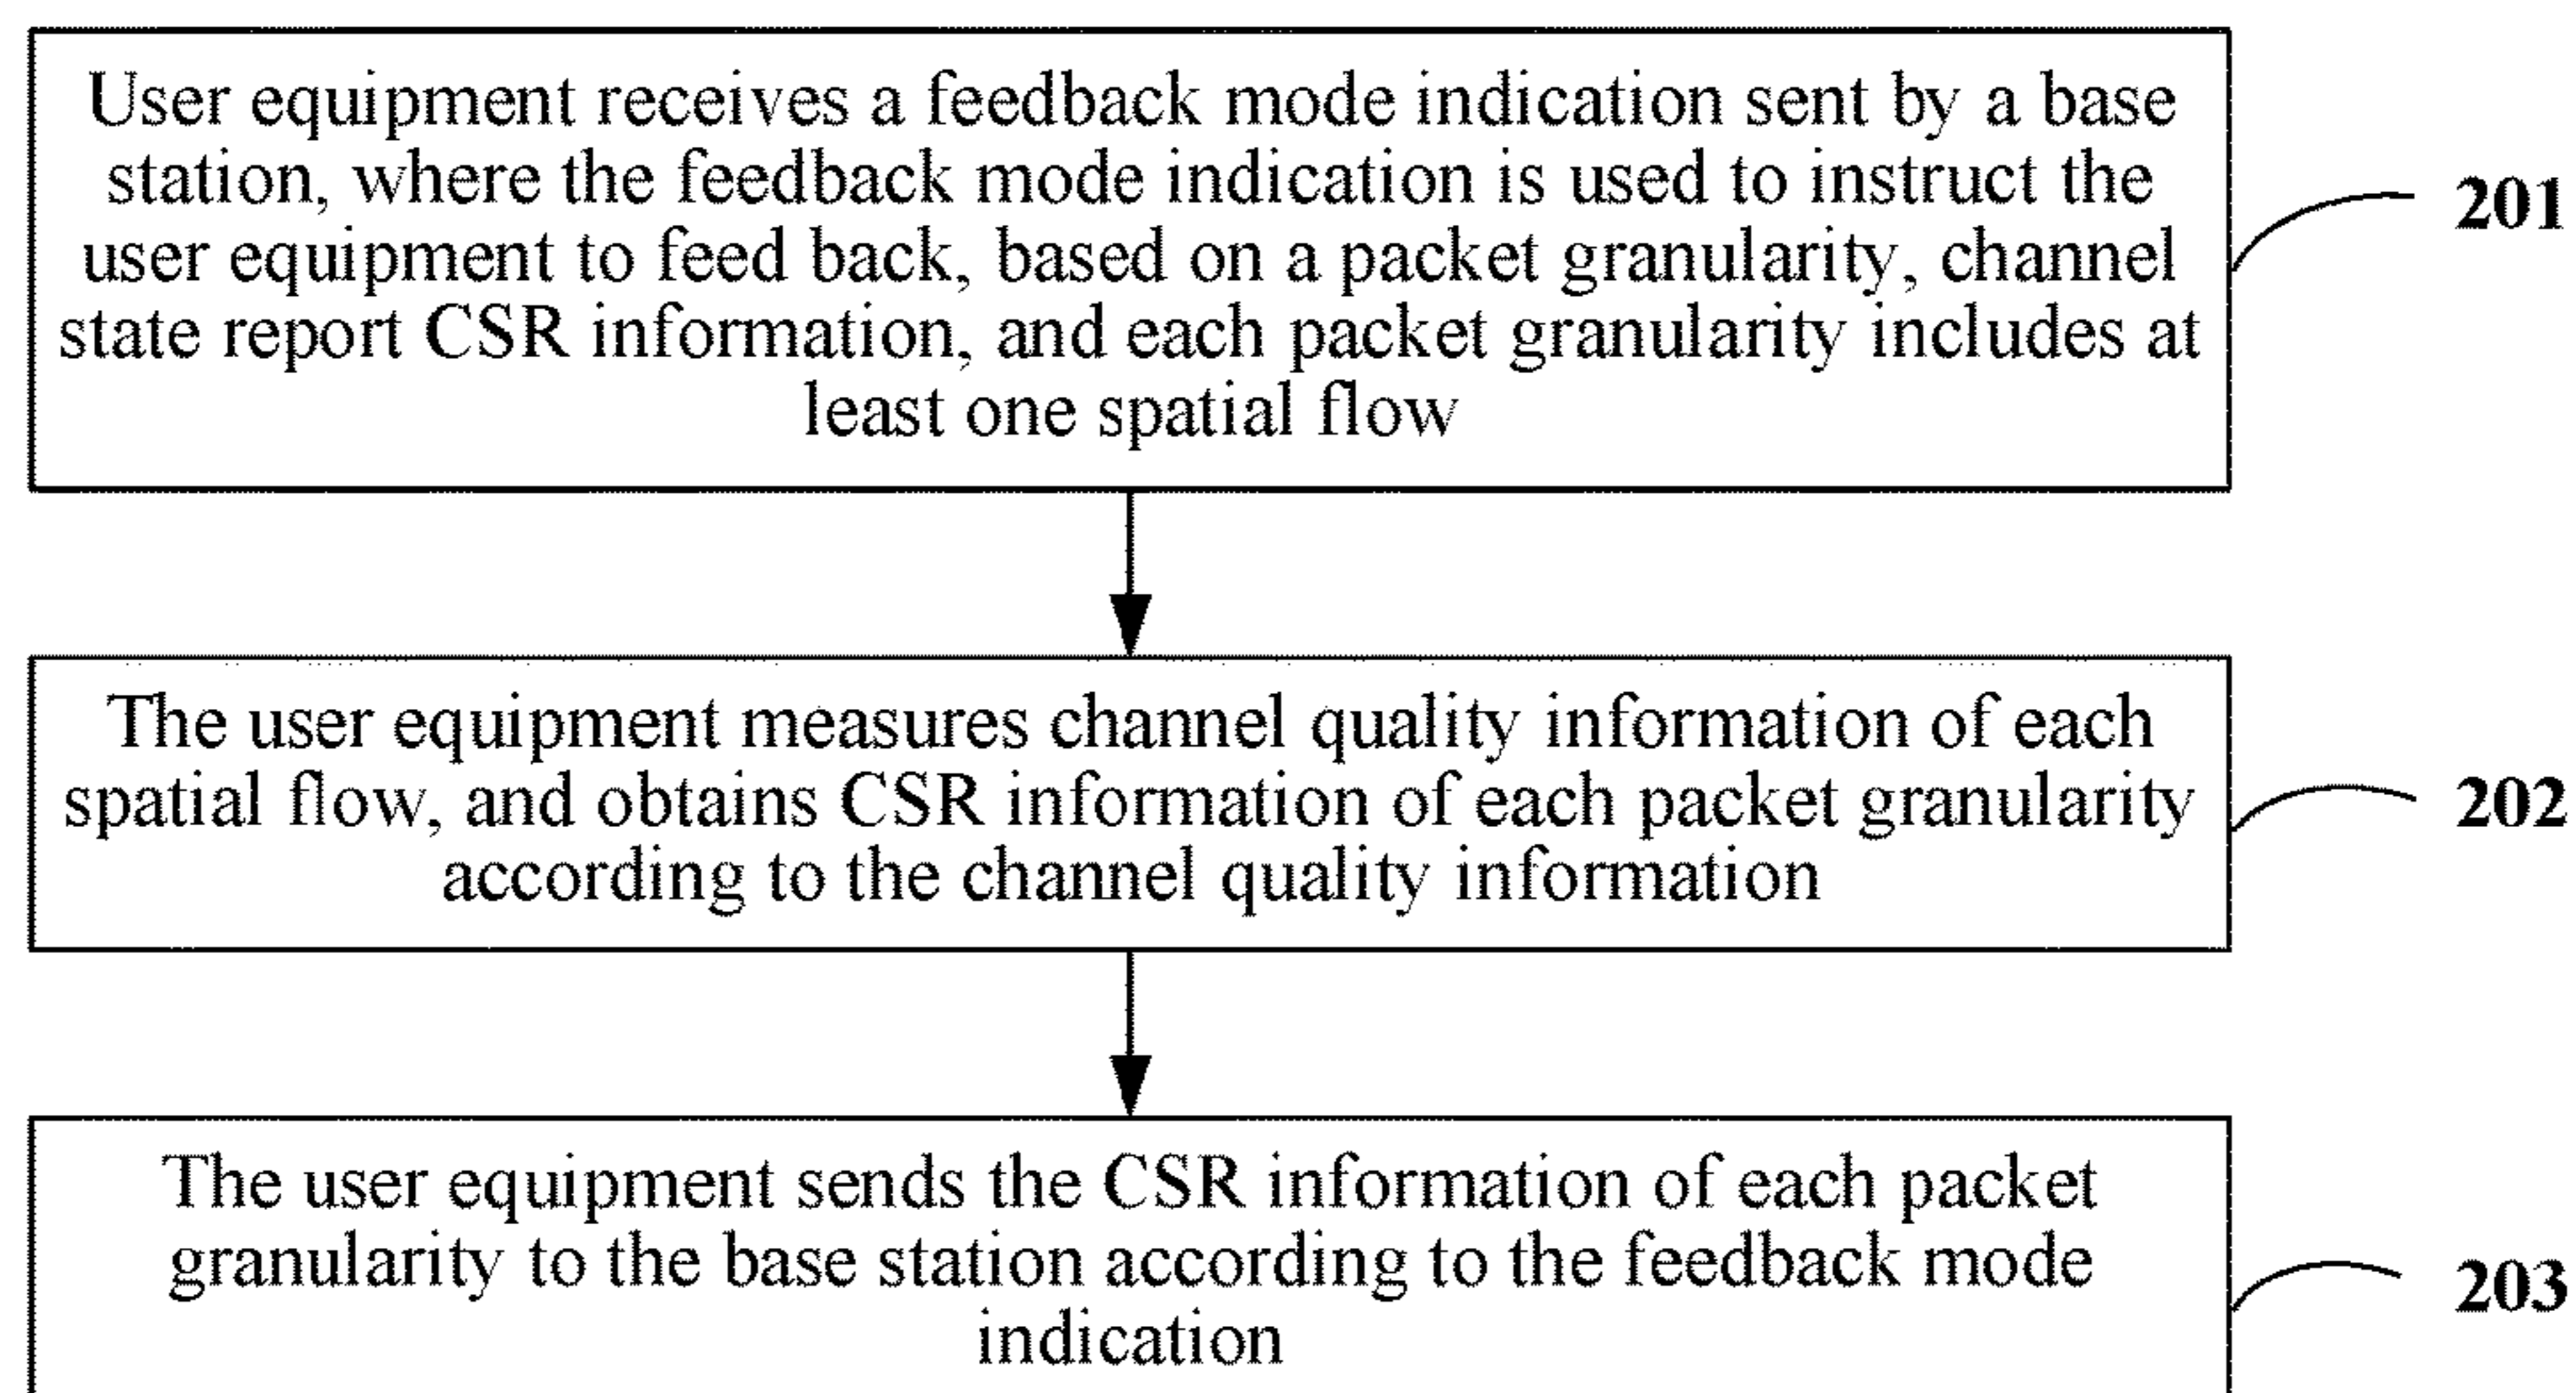 User equipment receives a feedback mode indication sent by a base
station, where the feedback mode indication is used to instruct the
user equipment to feed back, based on a packet granularity, channel
state report CSR information, and each packet granularity includes at
least one spatial flow
201
The user equipment measures channel quality information of each
spatial flow, and obtains CSR information of each packet granularity
according to the channel quality information
202
The user equipment sends the CSR information of each packet
granularity to the base station according to the feedback mode
indication
203